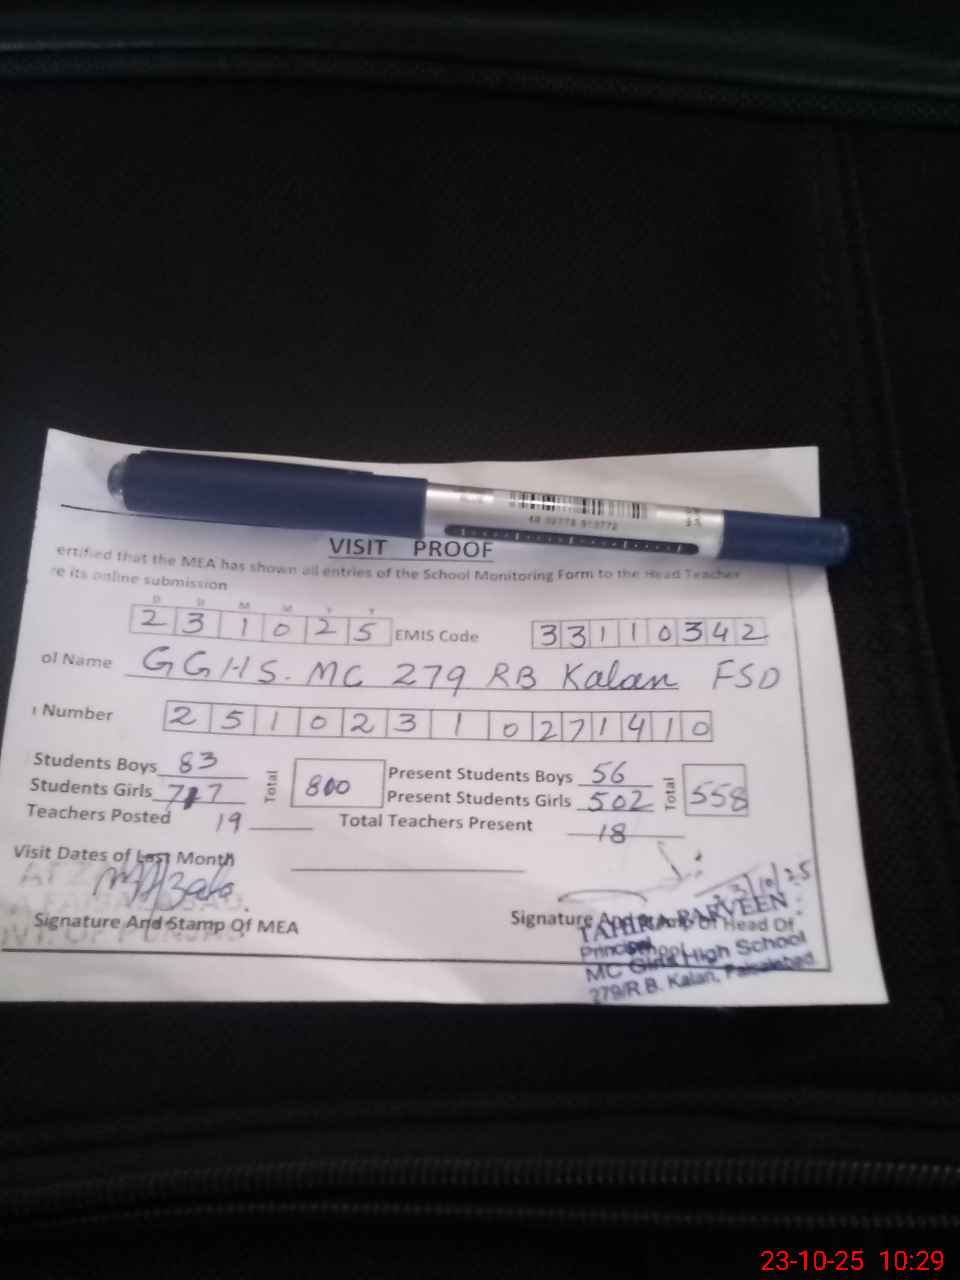 VISIT PROOF
ertified that the MEA has shown all entries of the School Monitoring Form to the Head Teacher
re its online submission
D D M M Y Y
2 3 1 0 2 5 EMIS Code 3 3 1 1 0 3 4 2
ol Name GGHS. MC 279 RB Kalan FSD
Number 2 5 1 0 2 3 1 0 2 7 1 4 1 0
Students Boys 83 Total 800 Present Students Boys 56 Total 558
Students Girls 717 Present Students Girls 502
Teachers Posted 19 Total Teachers Present 18
Visit Dates of Last Month
23/10/25
Signature And Stamp Of MEA Signature And Stamp Of Head Of
TAHIRA PARVEEN
Principal
MC Girls High School
279/R.B. Kalan, Faisalabad
23-10-25 10:29